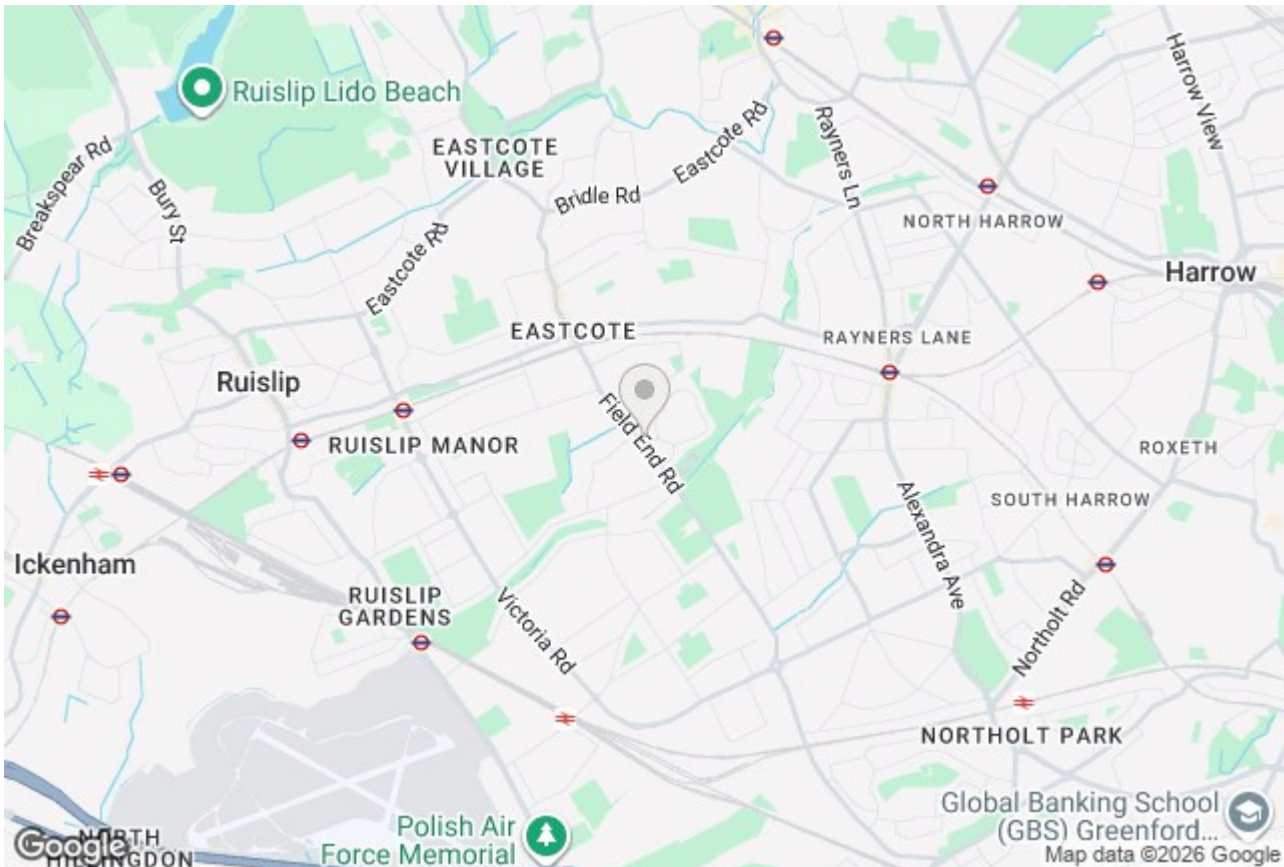 Ruislip Lido Beach
Breakspear Rd
Bury St
EASTCOTE
VILLAGE
Bridle Rd
Eastcote Rd
Eastcote Rd
Rayners Ln
Harrow View
NORTH HARROW
Harrow
EASTCOTE
RAYNERS LANE
Ruislip
RUISLIP MANOR
Field End Rd
ROXETH
SOUTH HARROW
Alexandra Ave
Ickenham
RUISLIP
GARDENS
Victoria Rd
Northolt Rd
NORTHOLT PARK
Polish Air
Force Memorial
Global Banking School
(GBS) Greenford...
NORTH
HILLINGDON
Google
Map data ©2026 Google